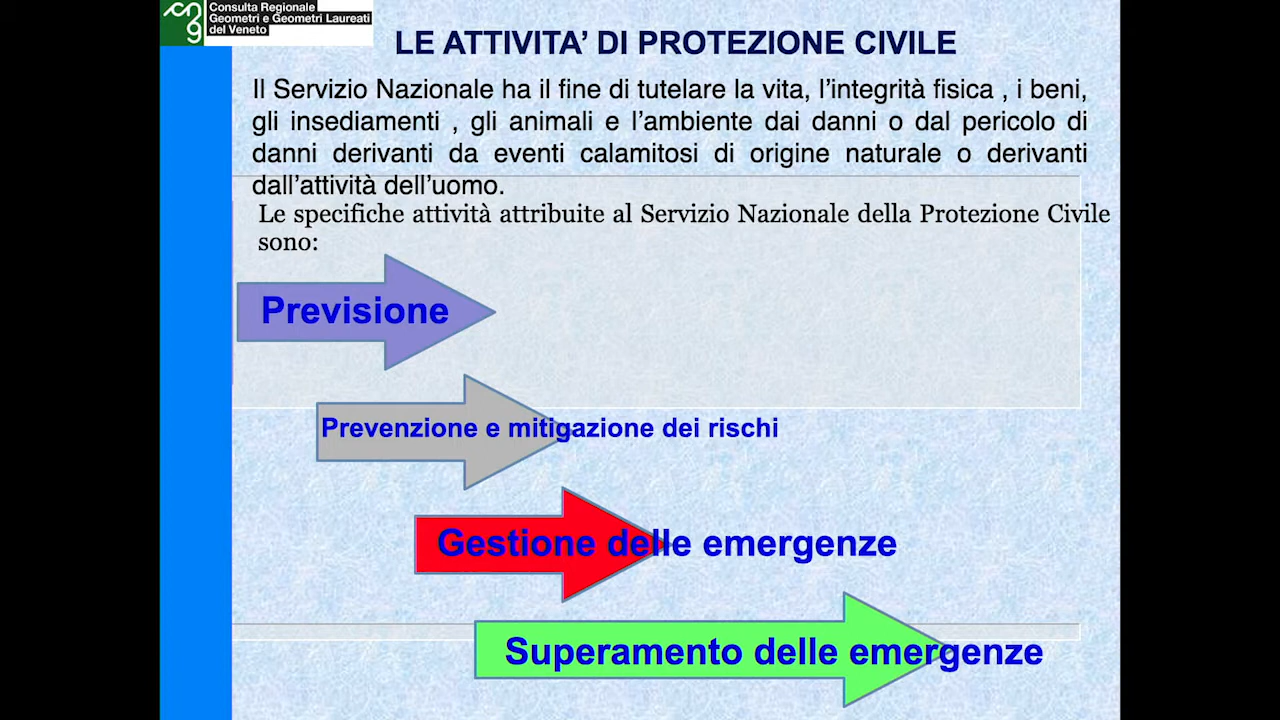 Consulta Regionale
Geometri e Geometri Laureati
del Veneto
LE ATTIVITA' DI PROTEZIONE CIVILE
Il Servizio Nazionale ha il fine di tutelare la vita, l'integrità fisica , i beni,
gli insediamenti , gli animali e l'ambiente dai danni o dal pericolo di
danni derivanti da eventi calamitosi di origine naturale o derivanti
dall'attività dell'uomo.
Le specifiche attività attribuite al Servizio Nazionale della Protezione Civile
sono:
Previsione
Prevenzione e mitigazione dei rischi
Gestione delle emergenze
Superamento delle emergenze